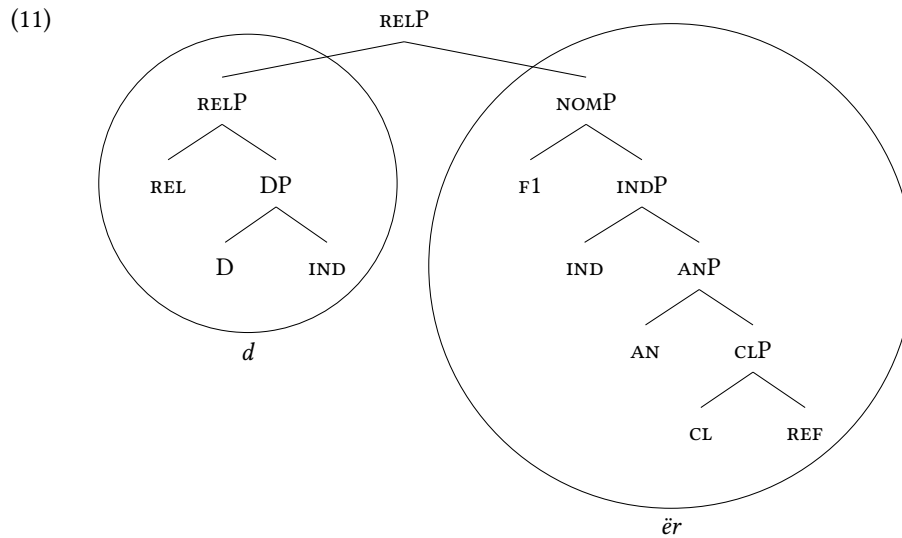 (11)
RELP
RELP NOMP
REL DP F1 INDP
D IND IND ANP
d AN CLP
CL REF
ër